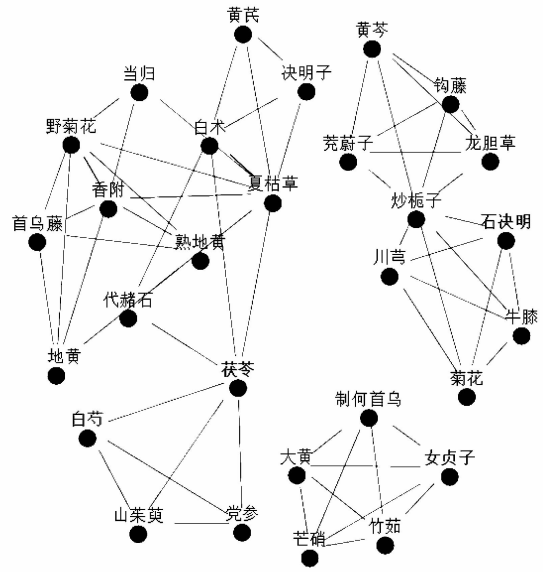 黄芪
黄芩
当归
决明子
钩藤
野菊花
白术
茺蔚子
龙胆草
夏枯草
香附
炒栀子
首乌藤
石决明
熟地黄
川芎
代赭石
牛膝
地黄
茯苓
菊花
制何首乌
白芍
大黄
女贞子
山茱萸
党参
竹茹
芒硝